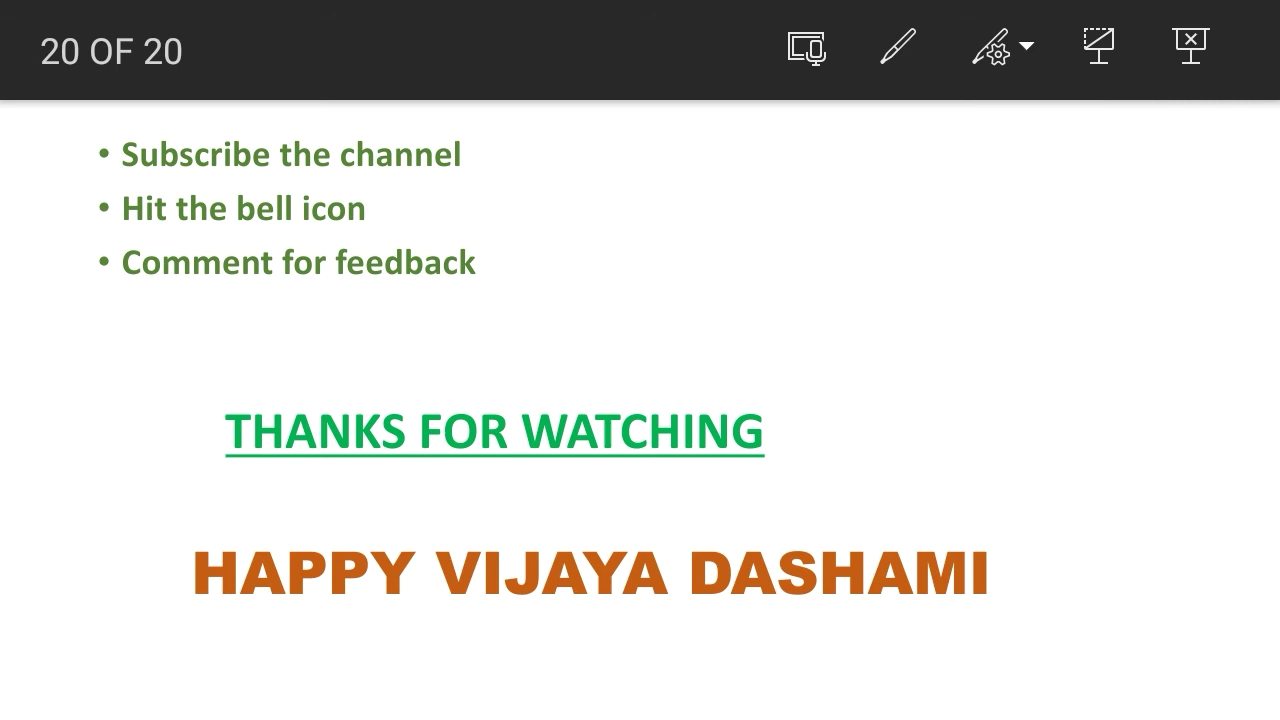 20 OF 20
• Subscribe the channel
• Hit the bell icon
• Comment for feedback
THANKS FOR WATCHING
HAPPY VIJAYA DASHAMI